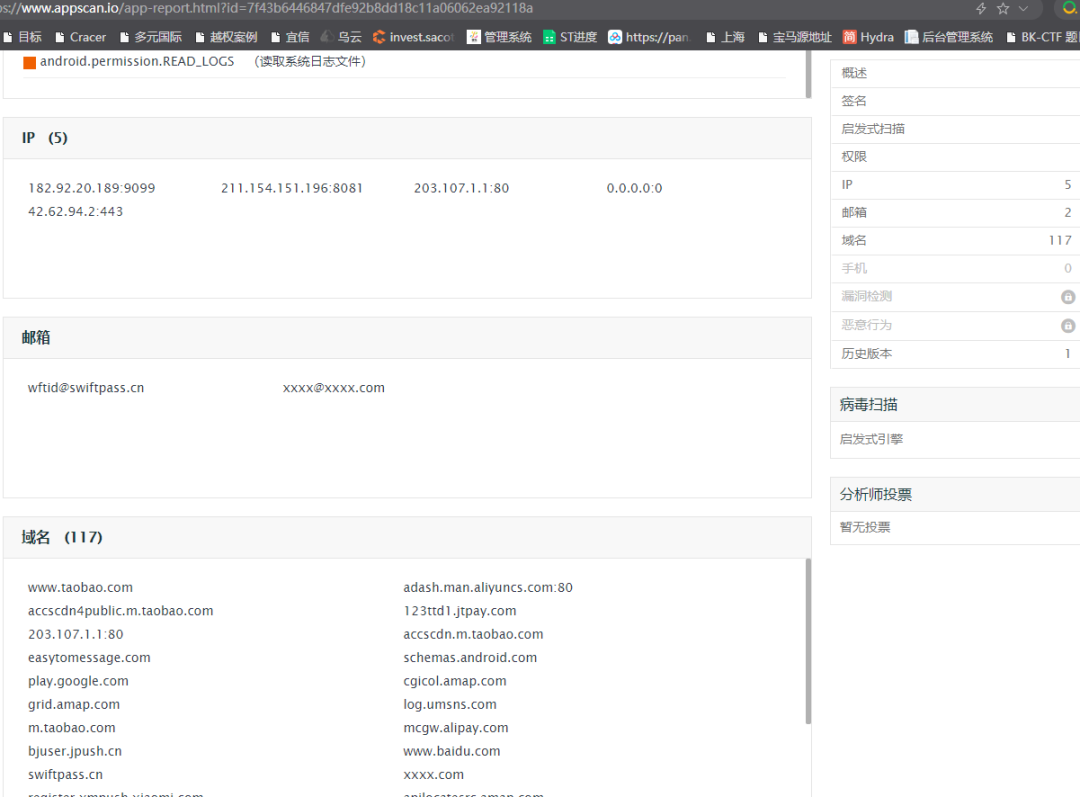 s://www.appscan.io/app-report.html?id=7f43b6446847dfe92b8dd18c11a06062ea92118a
目标 Cracer 多元国际 越权案例 宜信 乌云 invest.sacot 管理系统 ST进度 https://pan. 上海 宝马源地址 简 Hydra 后台管理系统 BK-CTF 题
android.permission.READ_LOGS （读取系统日志文件）
IP (5)
182.92.20.189:9099 211.154.151.196:8081 203.107.1.1:80 0.0.0.0:0
42.62.94.2:443
邮箱
wftid@swiftpass.cn xxxx@xxxx.com
域名 (117)
www.taobao.com adash.man.aliyuncs.com:80
accscdn4public.m.taobao.com 123ttd1.jtpay.com
203.107.1.1:80 accscdn.m.taobao.com
easytomessage.com schemas.android.com
play.google.com cgicol.amap.com
grid.amap.com log.umsns.com
m.taobao.com mcgw.alipay.com
bjuser.jpush.cn www.baidu.com
swiftpass.cn xxxx.com
register.xmpush.xiaomi.com apilocatesrc.amap.com
概述
签名
启发式扫描
权限
IP 5
邮箱 2
域名 117
手机 0
漏洞检测
恶意行为
历史版本 1
病毒扫描
启发式引擎
分析师投票
暂无投票